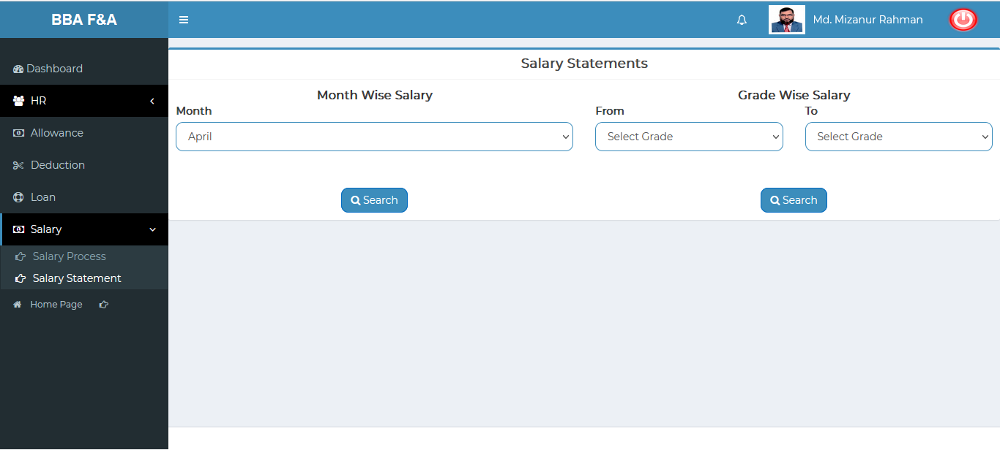 BBA F&A
Md. Mizanur Rahman
Dashboard
HR
Allowance
Deduction
Loan
Salary
Salary Process
Salary Statement
Home Page
Salary Statements
Month Wise Salary
Month
April
Search
Grade Wise Salary
From To
Select Grade Select Grade
Search